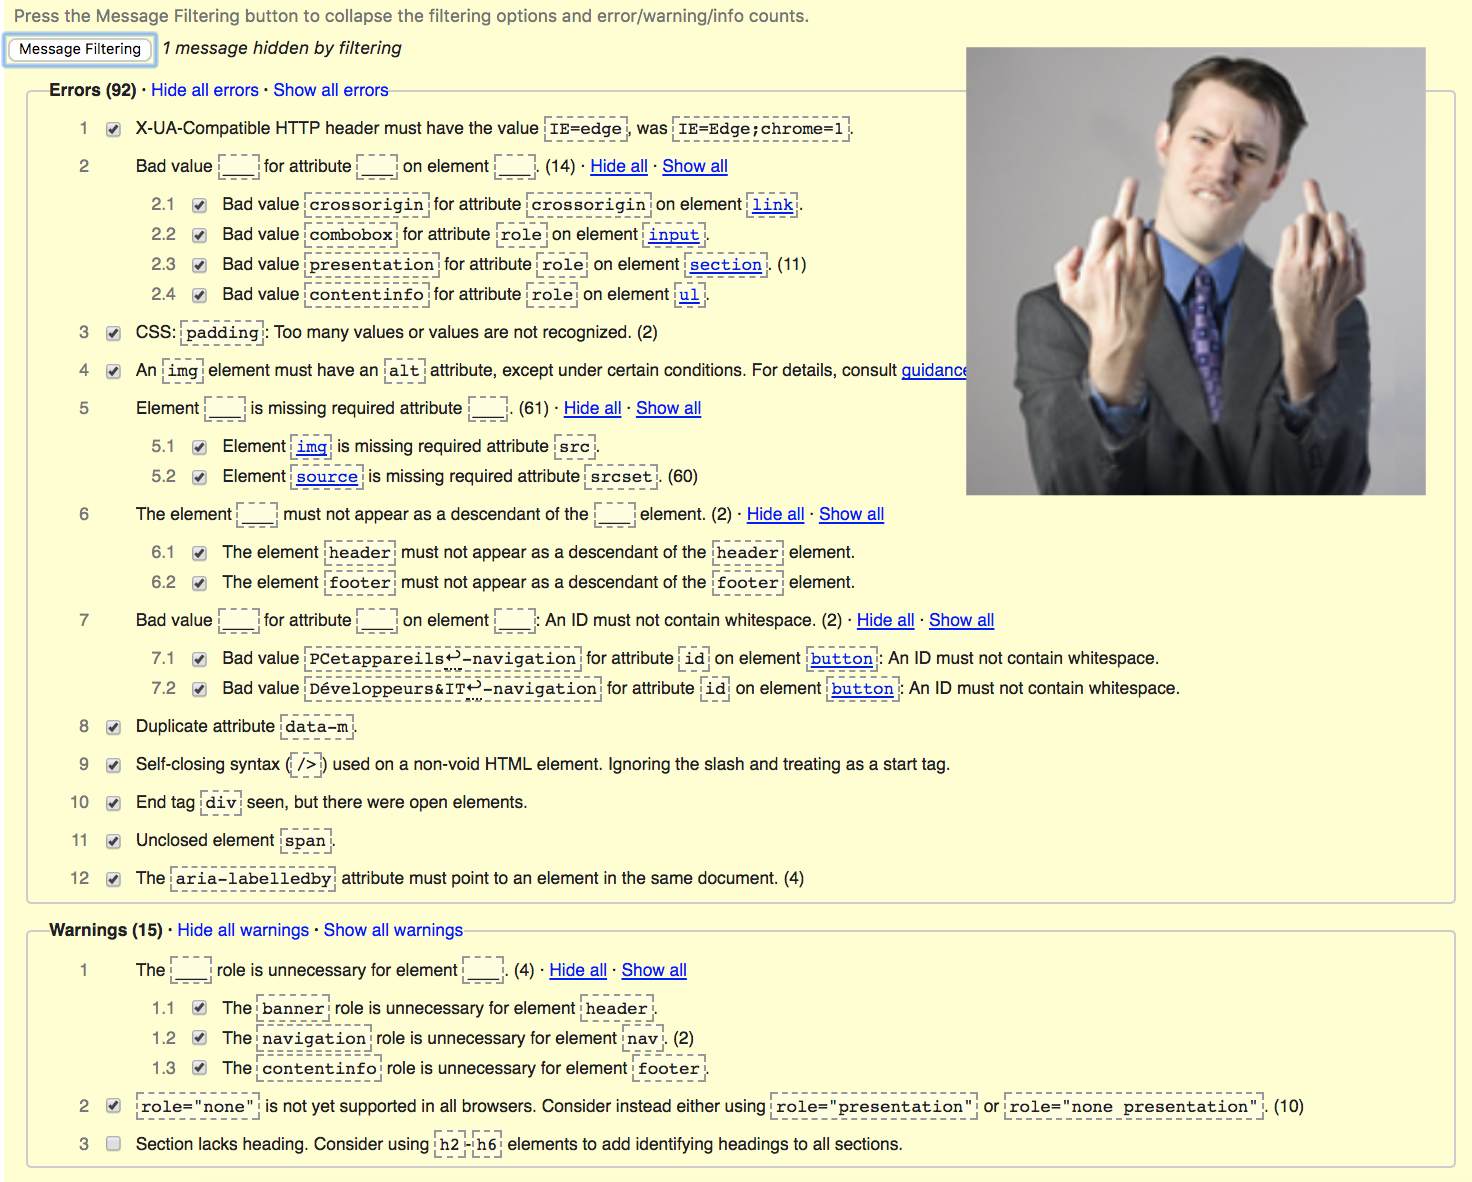 Press the Message Filtering button to collapse the filtering options and error/warning/info counts.
Message Filtering 1 message hidden by filtering
Errors (92) · Hide all errors · Show all errors
1 X-UA-Compatible HTTP header must have the value IE=edge, was IE=Edge;chrome=1.
2 Bad value ___ for attribute ___ on element ___. (14) · Hide all · Show all
2.1 Bad value crossorigin for attribute crossorigin on element link.
2.2 Bad value combobox for attribute role on element input.
2.3 Bad value presentation for attribute role on element section. (11)
2.4 Bad value contentinfo for attribute role on element ul.
3 CSS: padding: Too many values or values are not recognized. (2)
4 An img element must have an alt attribute, except under certain conditions. For details, consult guidance
5 Element ___ is missing required attribute ___. (61) · Hide all · Show all
5.1 Element img is missing required attribute src.
5.2 Element source is missing required attribute srcset. (60)
6 The element ___ must not appear as a descendant of the ___ element. (2) · Hide all · Show all
6.1 The element header must not appear as a descendant of the header element.
6.2 The element footer must not appear as a descendant of the footer element.
7 Bad value ___ for attribute ___ on element ___: An ID must not contain whitespace. (2) · Hide all · Show all
7.1 Bad value PCetappareils↩-navigation for attribute id on element button: An ID must not contain whitespace.
7.2 Bad value Développeurs&IT↩-navigation for attribute id on element button: An ID must not contain whitespace.
8 Duplicate attribute data-m.
9 Self-closing syntax (/>) used on a non-void HTML element. Ignoring the slash and treating as a start tag.
10 End tag div seen, but there were open elements.
11 Unclosed element span.
12 The aria-labelledby attribute must point to an element in the same document. (4)
Warnings (15) · Hide all warnings · Show all warnings
1 The ___ role is unnecessary for element ___. (4) · Hide all · Show all
1.1 The banner role is unnecessary for element header.
1.2 The navigation role is unnecessary for element nav. (2)
1.3 The contentinfo role is unnecessary for element footer.
2 role="none" is not yet supported in all browsers. Consider instead either using role="presentation" or role="none presentation". (10)
3 Section lacks heading. Consider using h2-h6 elements to add identifying headings to all sections.